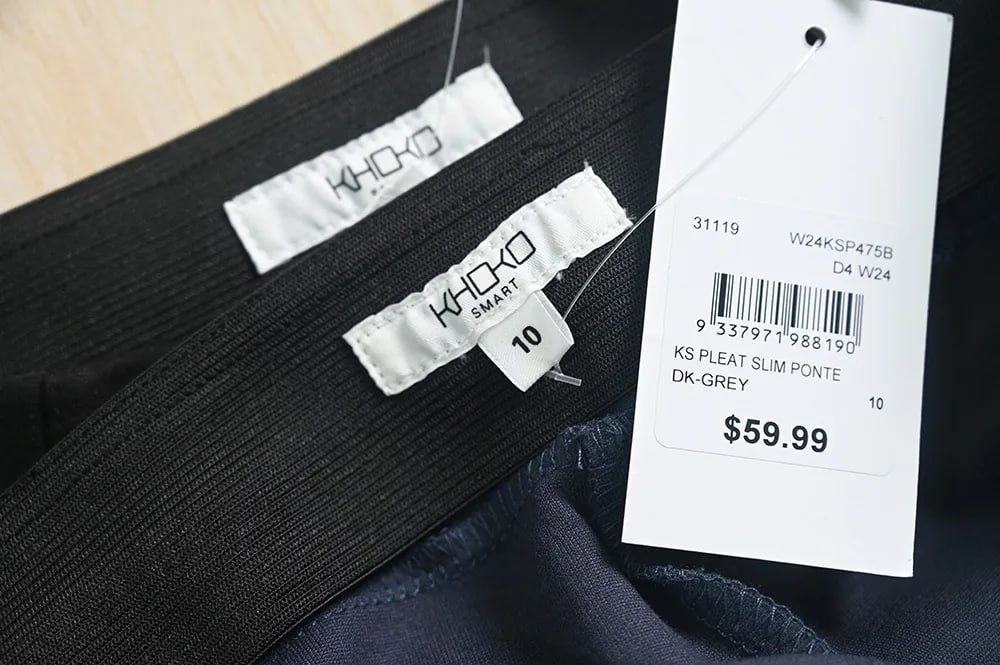 KHOKO
KHOKO
SMART
10
31119
W24KSP475B
D4 W24
9 337971 988190
KS PLEAT SLIM PONTE
DK-GREY
10
$59.99